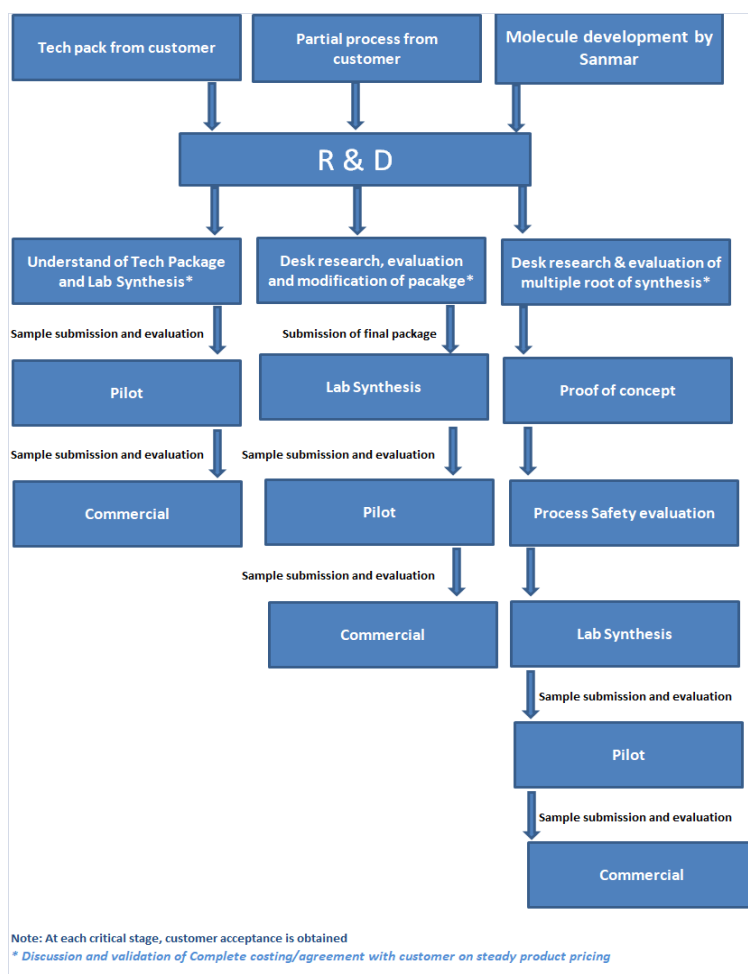 Tech pack from customer
Partial process from
customer
Molecule development by
Sanmar
R & D
Understand of Tech Package
and Lab Synthesis*
Desk research, evaluation
and modification of pacakge*
Desk research & evaluation of
multiple root of synthesis*
Sample submission and evaluation
Submission of final package
Pilot
Lab Synthesis
Proof of concept
Sample submission and evaluation
Sample submission and evaluation
Commercial
Pilot
Process Safety evaluation
Sample submission and evaluation
Commercial
Lab Synthesis
Sample submission and evaluation
Pilot
Sample submission and evaluation
Commercial
Note: At each critical stage, customer acceptance is obtained
* Discussion and validation of Complete costing/agreement with customer on steady product pricing